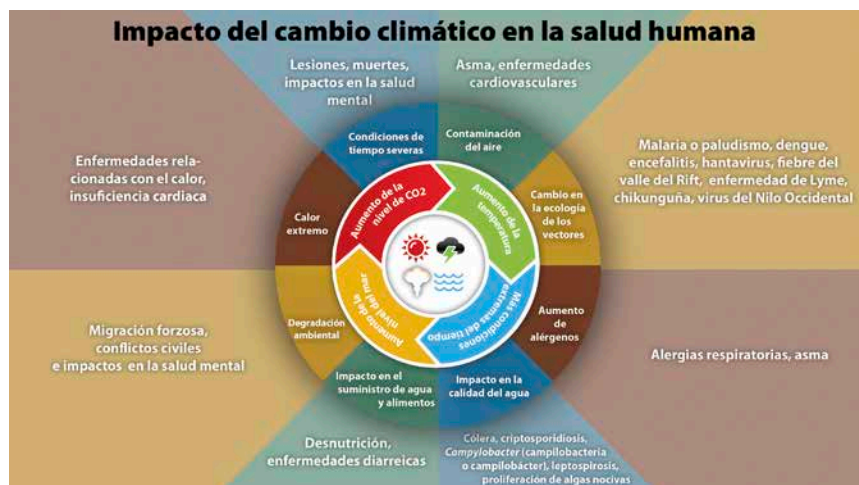 Impacto del cambio climático en la salud humana
Lesiones, muertes,
impactos en la salud
mental
Asma, enfermedades
cardiovasculares
Condiciones de
tiempo severas
Contaminación
del aire
Enfermedades rela-
cionadas con el calor,
insuficiencia cardiaca
Malaria o paludismo, dengue,
encefalitis, hantavirus, fiebre del
valle del Rift, enfermedad de Lyme,
chikunguña, virus del Nilo Occidental
Calor
extremo
Aumento de la
nivel de CO2
Aumento de la
temperatura
Cambio en
la ecología
de los
vectores
Migración forzosa,
conflictos civiles
e impactos en la salud mental
Degradación
ambiental
Aumento de la
nivel del mar
Más condiciones
extremas del tiempo
Aumento
de
alérgenos
Alergias respiratorias, asma
Impacto en el
suministro de agua
y alimentos
Impacto en la
calidad del agua
Desnutrición,
enfermedades diarreicas
Cólera, criptosporidiosis,
Campylobacter (campilobacteria
o campilobácter), leptospirosis,
proliferación de algas nocivas